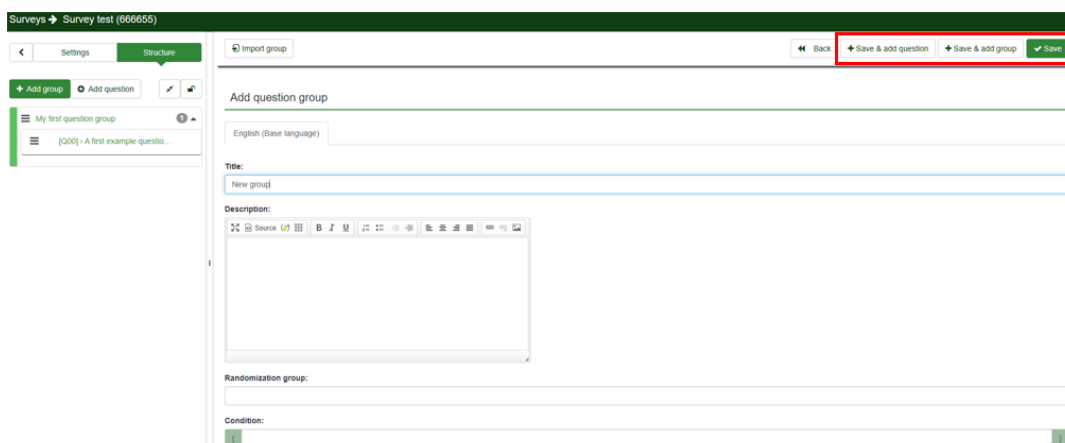 Surveys → Survey test (666655)
Settings Structure
Import group Back + Save & add question + Save & add group Save
+ Add group Add question
Add question group
My first question group 1
[Q00] › A first example questio...
English (Base language)
Title:
New group
Description:
Source B I U
Randomization group:
Condition:
{ }